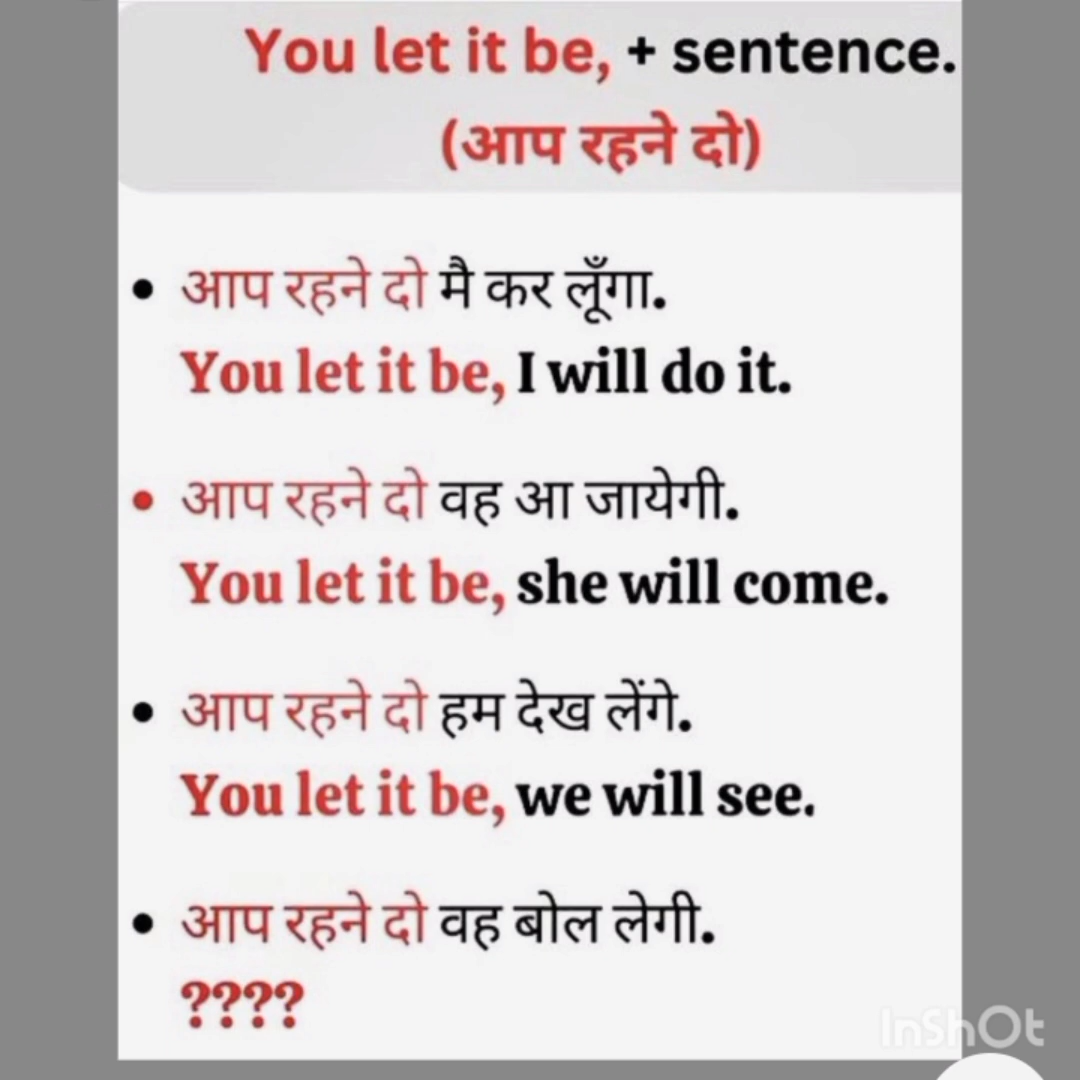 You let it be, + sentence.
(आप रहने दो)
• आप रहने दो मै कर लूँगा.
You let it be, I will do it.
• आप रहने दो वह आ जायेगी.
You let it be, she will come.
• आप रहने दो हम देख लेंगे.
You let it be, we will see.
• आप रहने दो वह बोल लेगी.
????
InShOt